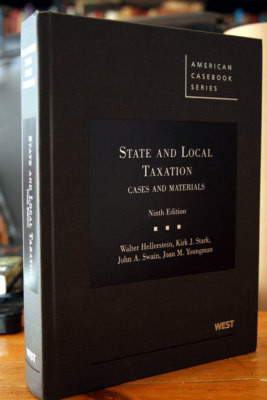 AMERICAN
CASEBOOK
SERIES
STATE AND LOCAL
TAXATION
CASES AND MATERIALS
Ninth Edition
Walter Hellerstein, Kirk J. Stark,
John A. Swain, Joan M. Youngman
WEST
STATE AND LOCAL TAXATION